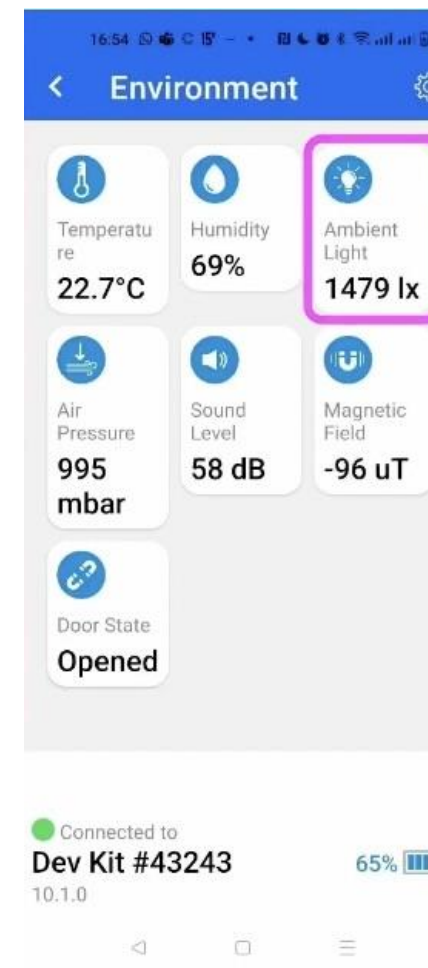 16:54
Environment
Temperatu
re
22.7°C
Humidity
69%
Ambient
Light
1479 lx
Air
Pressure
995
mbar
Sound
Level
58 dB
Magnetic
Field
-96 uT
Door State
Opened
Connected to
Dev Kit #43243
65%
10.1.0